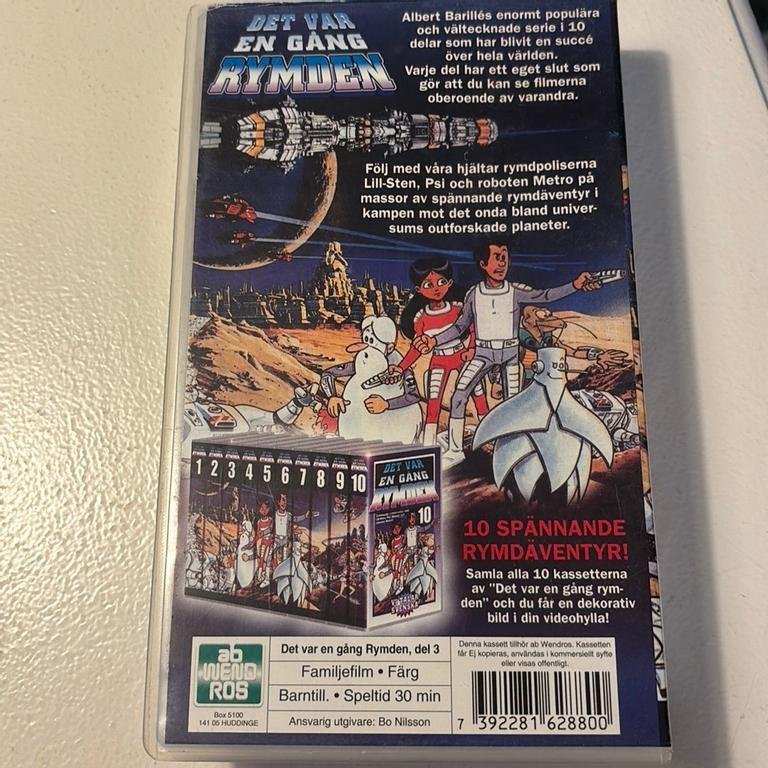 DET VAR
EN GÅNG
RYMDEN
Albert Barillés enormt populära
och vältecknade serie i 10
delar som har blivit en succé
över hela världen.
Varje del har ett eget slut som
gör att du kan se filmerna
oberoende av varandra.
Följ med våra hjältar rymdpoliserna
Lill-Sten, Psi och roboten Metro på
massor av spännande rymdäventyr i
kampen mot det onda bland univer-
sums outforskade planeter.
1 2 3 4 5 6 7 8 9 10
DET VAR
EN GÅNG
RYMDEN
10
SVENSKA
10 SPÄNNANDE
RYMDÄVENTYR!
Samla alla 10 kassetterna
av "Det var en gång rym-
den" och du får en dekorativ
bild i din videohylla!
ab
WEND
ROS
Box 5100
141 05 HUDDINGE
Det var en gång Rymden, del 3
Familjefilm • Färg
Barntill. • Speltid 30 min
Ansvarig utgivare: Bo Nilsson
Denna kassett tillhör ab Wendros. Kassetten
får Ej kopieras, användas i kommersiellt syfte
eller visas offentligt.
7 392281 628800